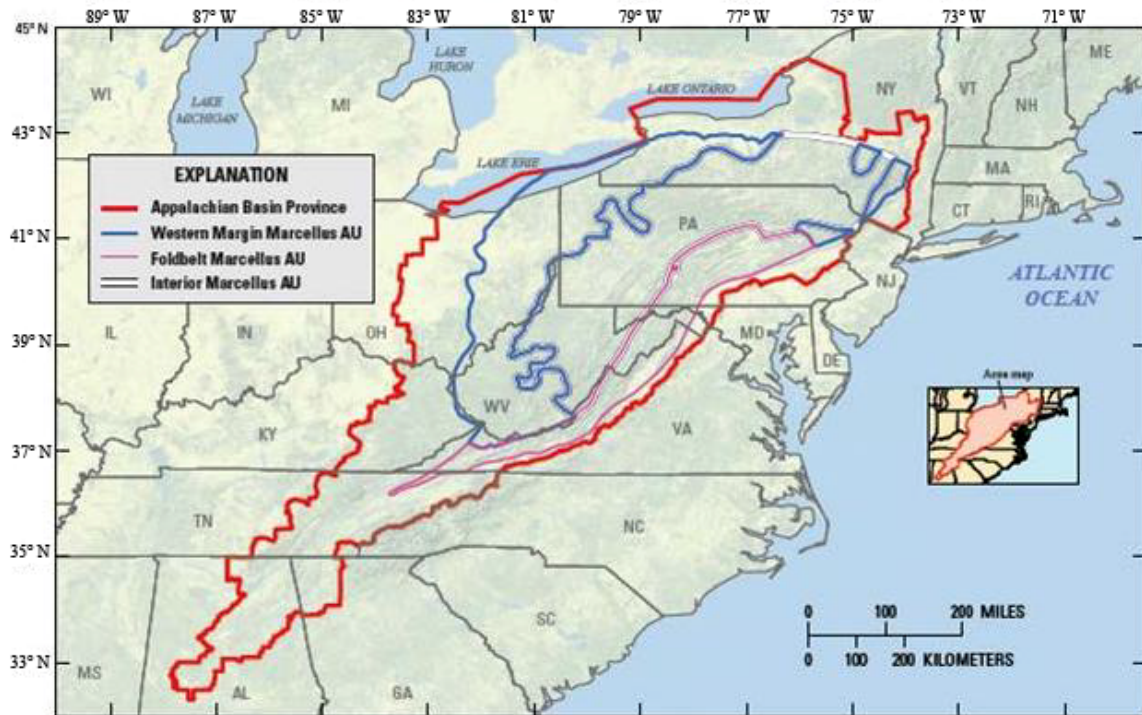 89° W 87° W 85° W 83° W 81° W 79° W 77° W 75° W 73° W 71° W
45° N
43° N
41° N
39° N
37° N
35° N
33° N
LAKE
HURON
ME
WI
LAKE
MICHIGAN
MI
LAKE ONTARIO
NY
VT
NH
LAKE ERIE
MA
CT
RI
EXPLANATION
Appalachian Basin Province
Western Margin Marcellus AU
Foldbelt Marcellus AU
Interior Marcellus AU
PA
NJ
ATLANTIC
OCEAN
IL
IN
OH
MD
DE
Area map
WV
KY
VA
TN
NC
SC
MS
AL
GA
0 100 200 MILES
0 100 200 KILOMETERS